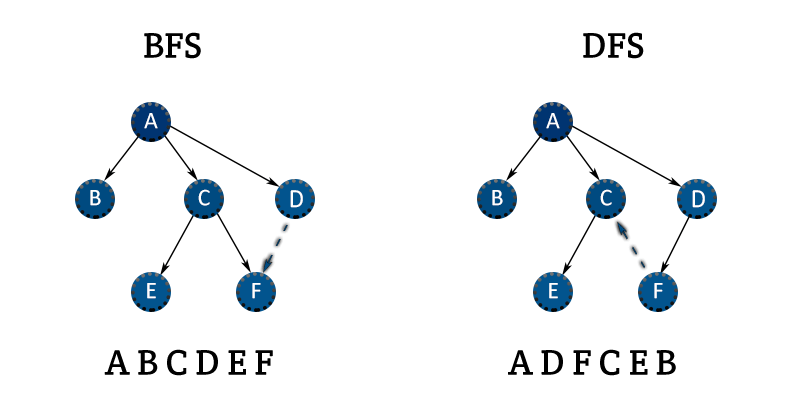 BFS
A
B C D
E F
A B C D E F
DFS
A
B C D
E F
A D F C E B